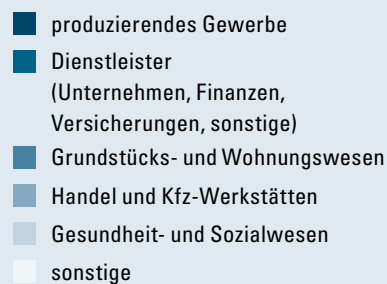 produzierendes Gewerbe
Dienstleister
(Unternehmen, Finanzen,
Versicherungen, sonstige)
Grundstücks- und Wohnungswesen
Handel und Kfz-Werkstätten
Gesundheit- und Sozialwesen
sonstige